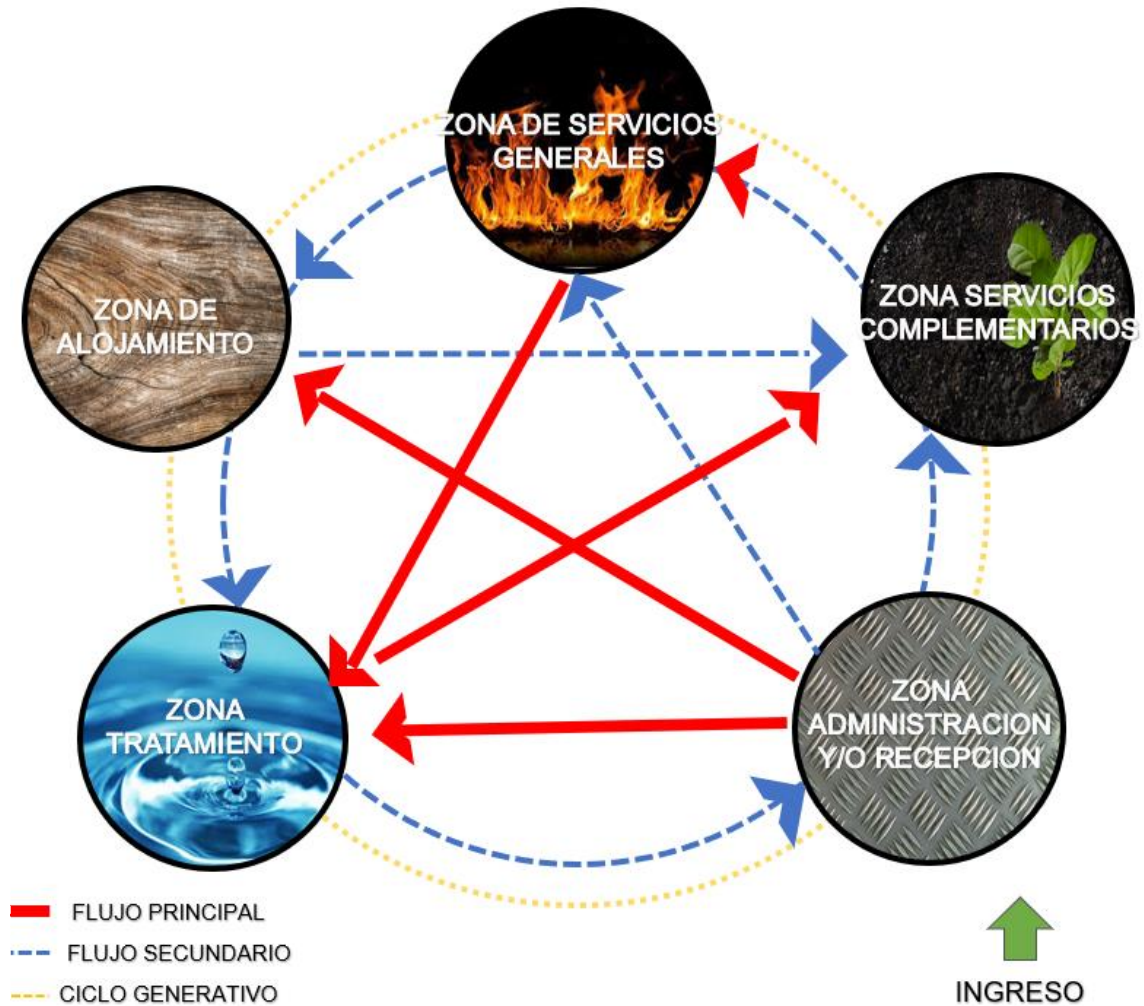 ZONA DE SERVICIOS
GENERALES
ZONA DE
ALOJAMIENTO
ZONA SERVICIOS
COMPLEMENTARIOS
ZONA
TRATAMIENTO
ZONA
ADMINISTRACION
Y/O RECEPCIÓN
FLUJO PRINCIPAL
FLUJO SECUNDARIO
CICLO GENERATIVO
INGRESO